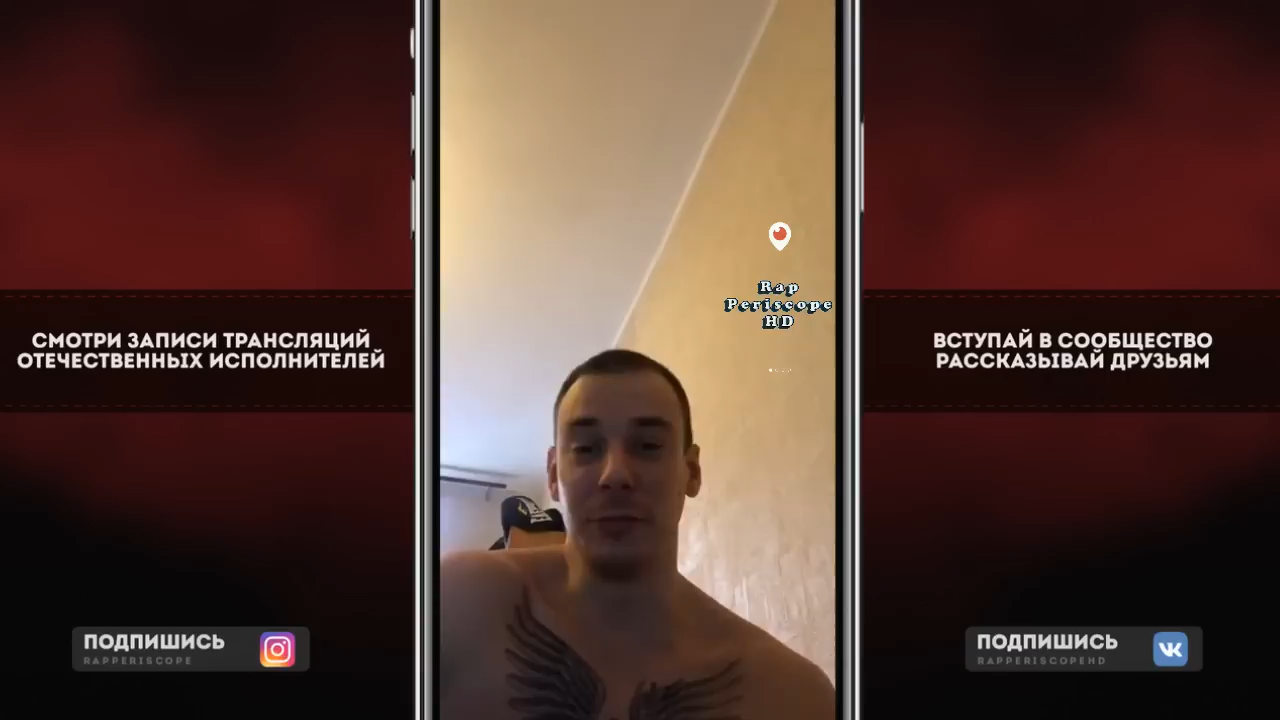 СМОТРИ ЗАПИСИ ТРАНСЛЯЦИЙ
ОТЕЧЕСТВЕННЫХ ИСПОЛНИТЕЛЕЙ
Rap
Periscope
HD
ВСТУПАЙ В СООБЩЕСТВО
РАССКАЗЫВАЙ ДРУЗЬЯМ
ПОДПИШИСЬ
RAPPERISCOPE
ПОДПИШИСЬ
RAPPERISCOPEHD